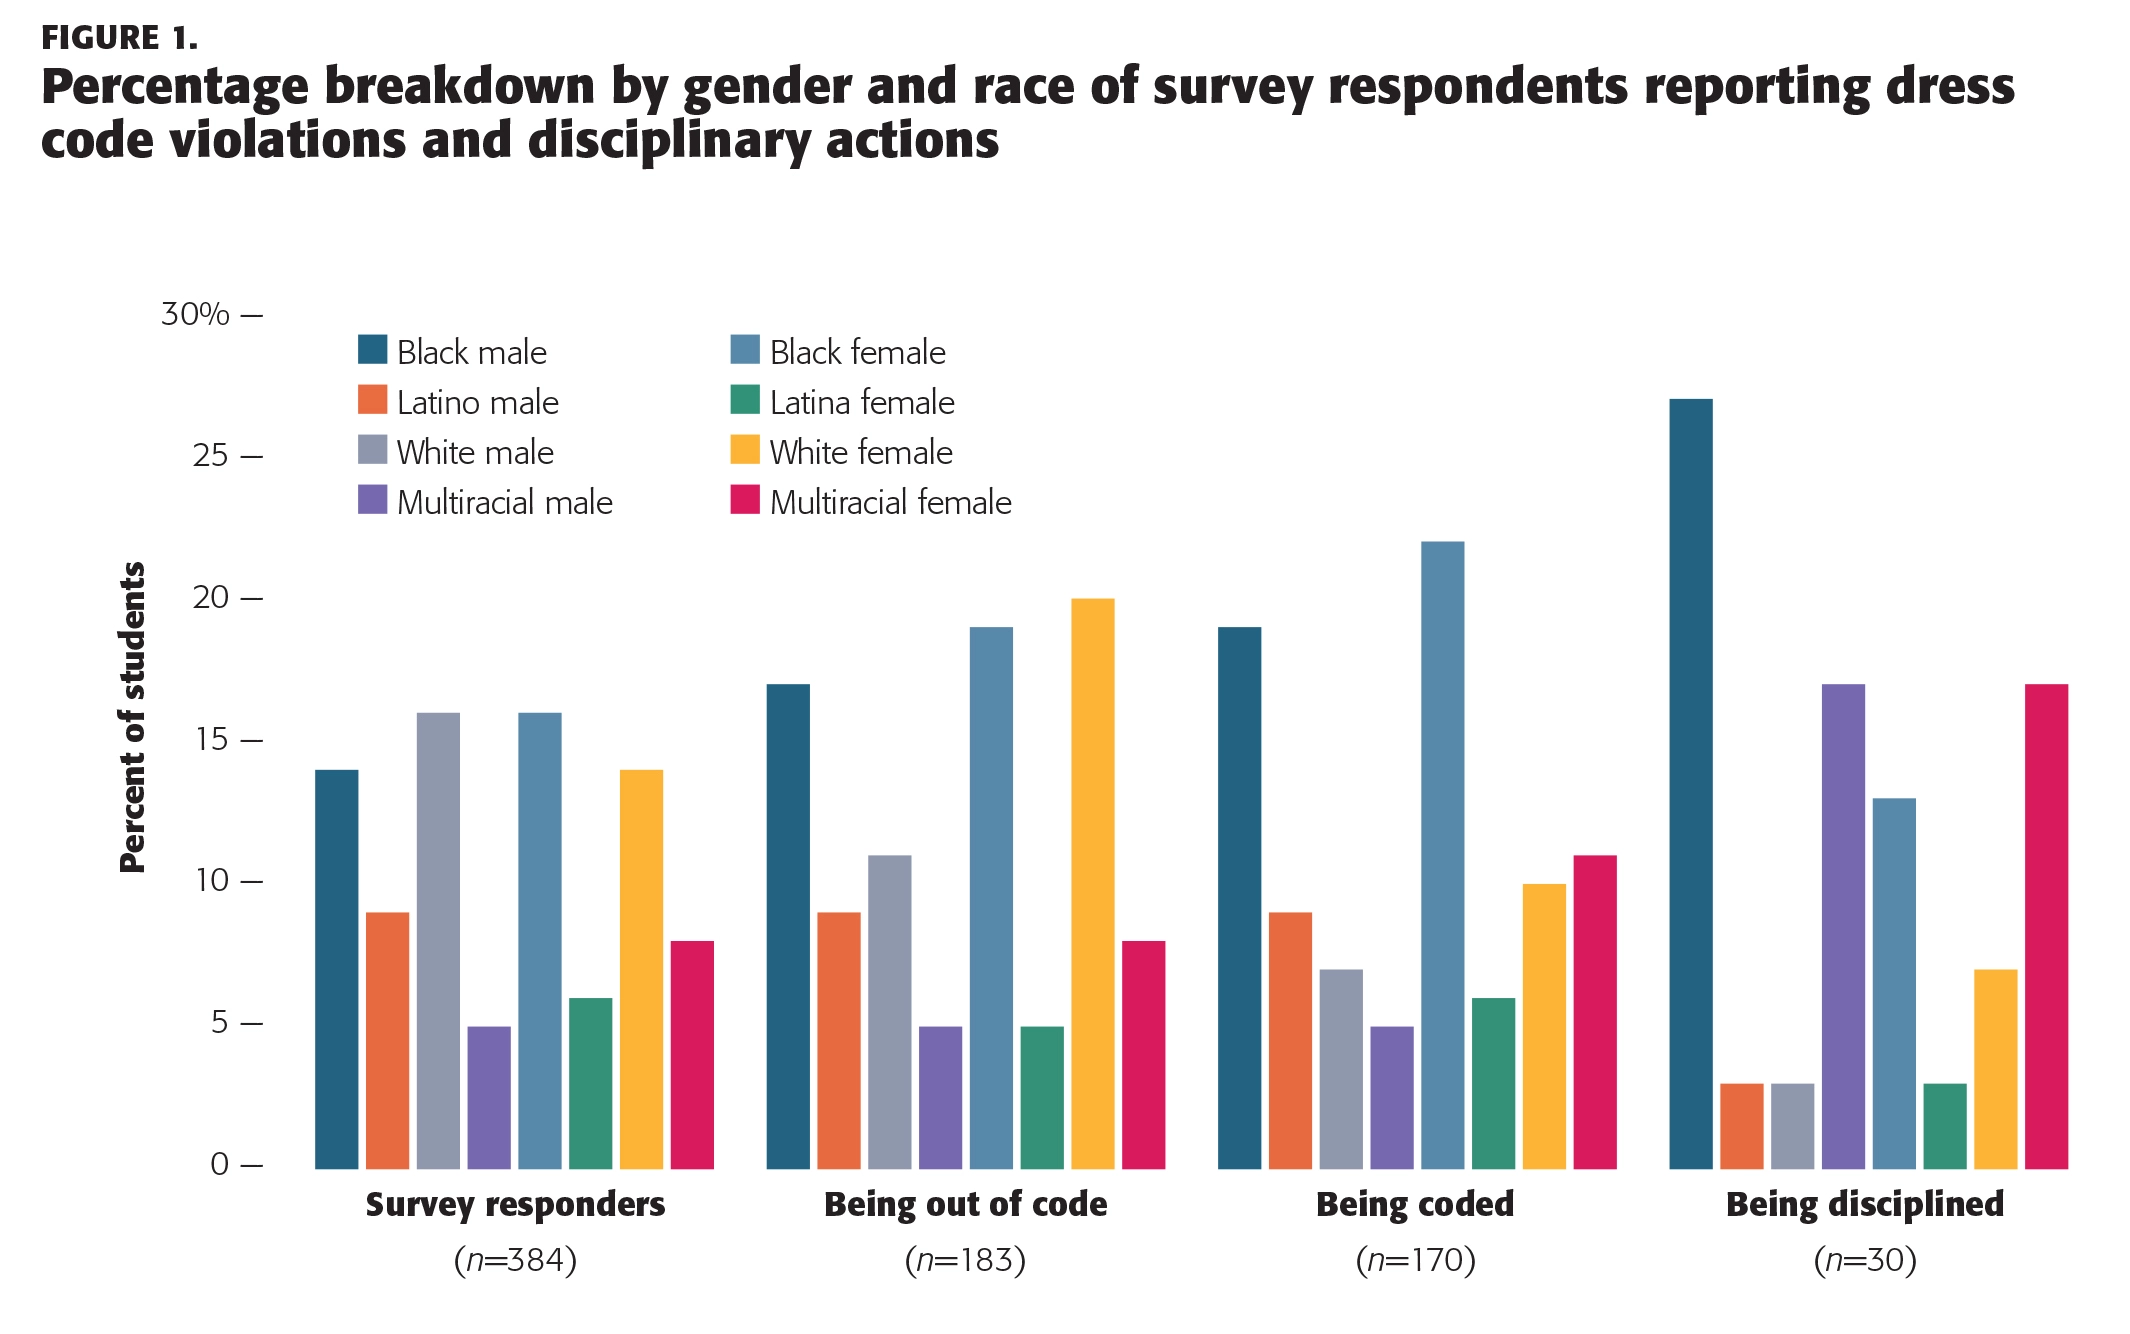 FIGURE 1.
Percentage breakdown by gender and race of survey respondents reporting dress
code violations and disciplinary actions
30%
25
20
15
10
5
0
Percent of students
Black male
Latino male
White male
Multiracial male
Black female
Latina female
White female
Multiracial female
Survey responders
(n=384)
Being out of code
(n=183)
Being coded
(n=170)
Being disciplined
(n=30)